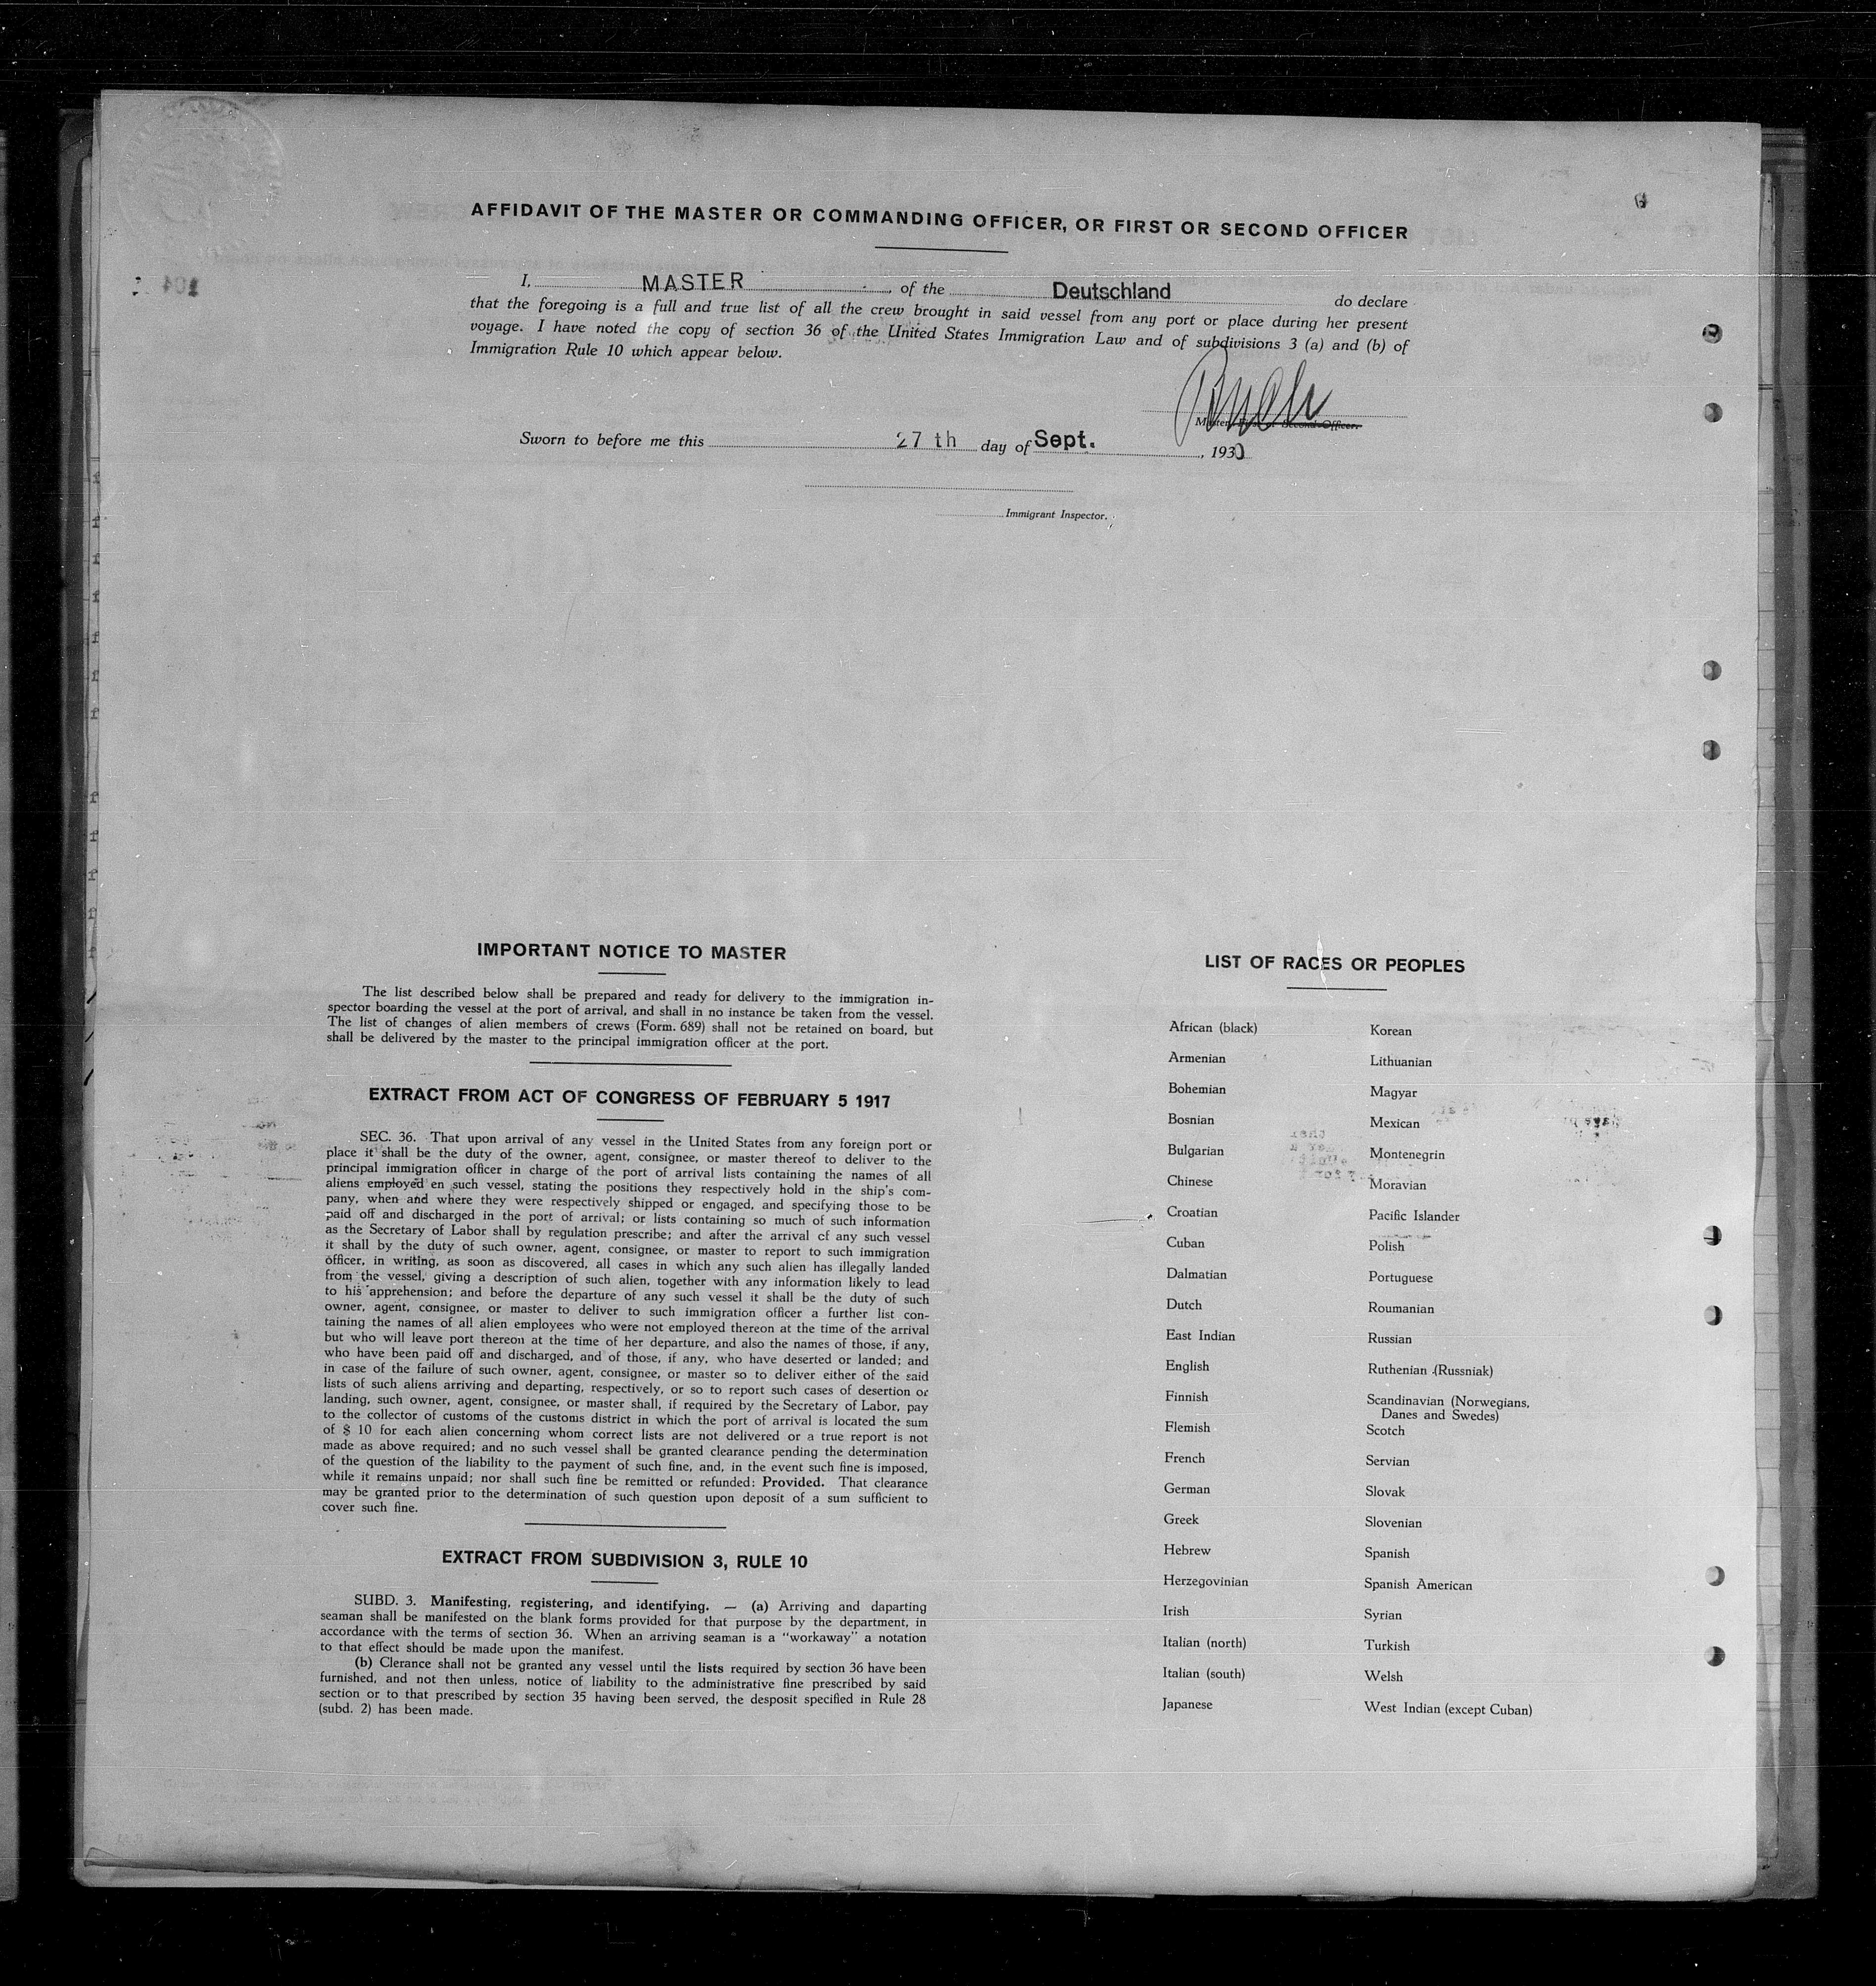 AFFIDAVIT OF THE MASTER OR COMMANDING OFFICER, OR FIRST OR SECOND OFFICER
I, MASTER of the Deutschland do declare
that the foregoing is a full and true list of all the crew brought in said vessel from any port or place during her present
voyage. I have noted the copy of section 36 of the United States Immigration Law and of subdivisions 3 (a) and (b) of
Immigration Rule 10 which appear below.
Master, First or Second Officer.
Sworn to before me this 27 th day of Sept., 1930
Immigrant Inspector.
IMPORTANT NOTICE TO MASTER
The list described below shall be prepared and ready for delivery to the immigration in-
spector boarding the vessel at the port of arrival, and shall in no instance be taken from the vessel.
The list of changes of alien members of crews (Form. 689) shall not be retained on board, but
shall be delivered by the master to the principal immigration officer at the port.
EXTRACT FROM ACT OF CONGRESS OF FEBRUARY 5 1917
SEC. 36. That upon arrival of any vessel in the United States from any foreign port or
place it shall be the duty of the owner, agent, consignee, or master thereof to deliver to the
principal immigration officer in charge of the port of arrival lists containing the names of all
aliens employed en such vessel, stating the positions they respectively hold in the ship's com-
pany, when and where they were respectively shipped or engaged, and specifying those to be
paid off and discharged in the port of arrival; or lists containing so much of such information
as the Secretary of Labor shall by regulation prescribe; and after the arrival cf any such vessel
it shall by the duty of such owner, agent, consignee, or master to report to such immigration
officer, in writing, as soon as discovered, all cases in which any such alien has illegally landed
from the vessel, giving a description of such alien, together with any information likely to lead
to his apprehension; and before the departure of any such vessel it shall be the duty of such
owner, agent, consignee, or master to deliver to such immigration officer a further list con-
taining the names of all alien employees who were not employed thereon at the time of the arrival
but who will leave port thereon at the time of her departure, and also the names of those, if any,
who have been paid off and discharged, and of those, if any, who have deserted or landed; and
in case of the failure of such owner, agent, consignee, or master so to deliver either of the said
lists of such aliens arriving and departing, respectively, or so to report such cases of desertion or
landing, such owner, agent, consignee, or master shall, if required by the Secretary of Labor, pay
to the collector of customs of the customs district in which the port of arrival is located the sum
of $ 10 for each alien concerning whom correct lists are not delivered or a true report is not
made as above required; and no such vessel shall be granted clearance pending the determination
of the question of the liability to the payment of such fine, and, in the event such fine is imposed,
while it remains unpaid; nor shall such fine be remitted or refunded: Provided. That clearance
may be granted prior to the determination of such question upon deposit of a sum sufficient to
cover such fine.
EXTRACT FROM SUBDIVISION 3, RULE 10
SUBD. 3. Manifesting, registering, and identifying. — (a) Arriving and daparting
seaman shall be manifested on the blank forms provided for that purpose by the department, in
accordance with the terms of section 36. When an arriving seaman is a "workaway" a notation
to that effect should be made upon the manifest.
(b) Clerance shall not be granted any vessel until the lists required by section 36 have been
furnished, and not then unless, notice of liability to the administrative fine prescribed by said
section or to that prescribed by section 35 having been served, the desposit specified in Rule 28
(subd. 2) has been made.
LIST OF RACES OR PEOPLES
African (black)
Armenian
Bohemian
Bosnian
Bulgarian
Chinese
Croatian
Cuban
Dalmatian
Dutch
East Indian
English
Finnish
Flemish
French
German
Greek
Hebrew
Herzegovinian
Irish
Italian (north)
Italian (south)
Japanese
Korean
Lithuanian
Magyar
Mexican
Montenegrin
Moravian
Pacific Islander
Polish
Portuguese
Roumanian
Russian
Ruthenian (Russniak)
Scandinavian (Norwegians,
Danes and Swedes)
Scotch
Servian
Slovak
Slovenian
Spanish
Spanish American
Syrian
Turkish
Welsh
West Indian (except Cuban)